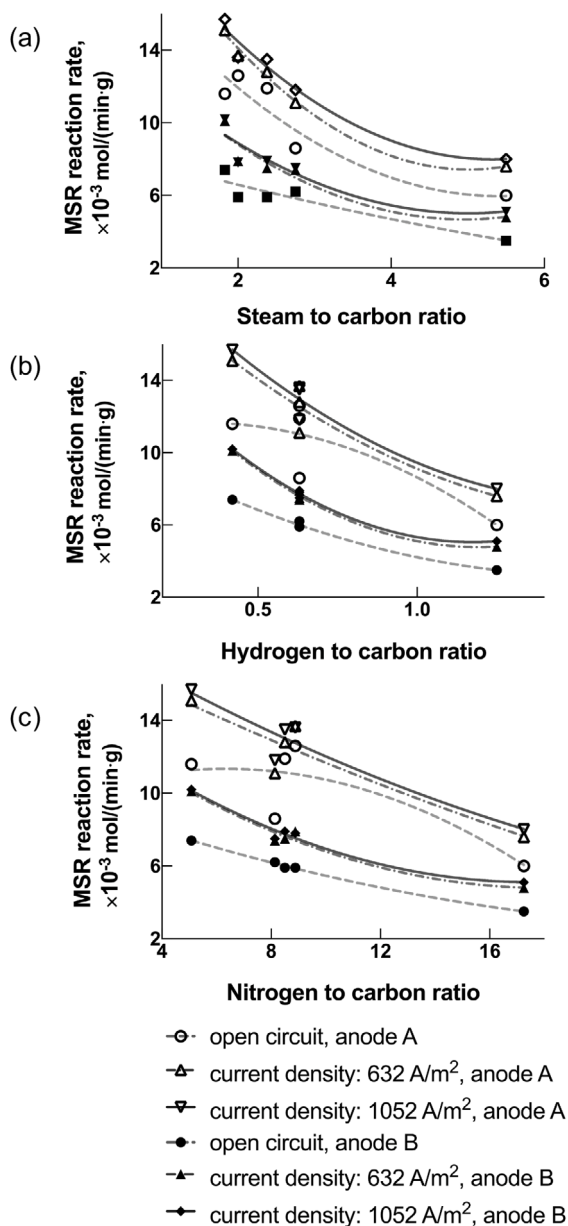 (a)
MSR reaction rate,
×10⁻³ mol/(min·g)
14
10
6
2
2
4
6
Steam to carbon ratio
(b)
MSR reaction rate,
×10⁻³ mol/(min·g)
14
10
6
2
0.5
1.0
Hydrogen to carbon ratio
(c)
MSR reaction rate,
×10⁻³ mol/(min·g)
14
10
6
2
4
8
12
16
Nitrogen to carbon ratio
open circuit, anode A
current density: 632 A/m², anode A
current density: 1052 A/m², anode A
open circuit, anode B
current density: 632 A/m², anode B
current density: 1052 A/m², anode B